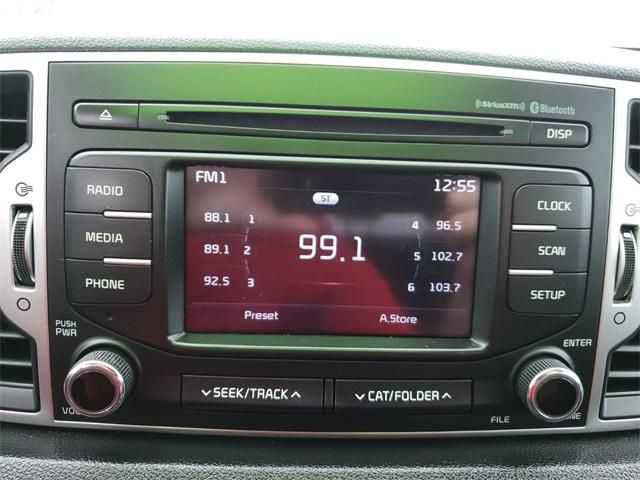 SiriusXM Bluetooth
DISP
RADIO
MEDIA
PHONE
FM1
12:55
ST
88.1 1
89.1 2
92.5 3
99.1
4 96.5
5 102.7
6 103.7
Preset
A.Store
CLOCK
SCAN
SETUP
PUSH
PWR
ENTER
SEEK/TRACK
CAT/FOLDER
FILE